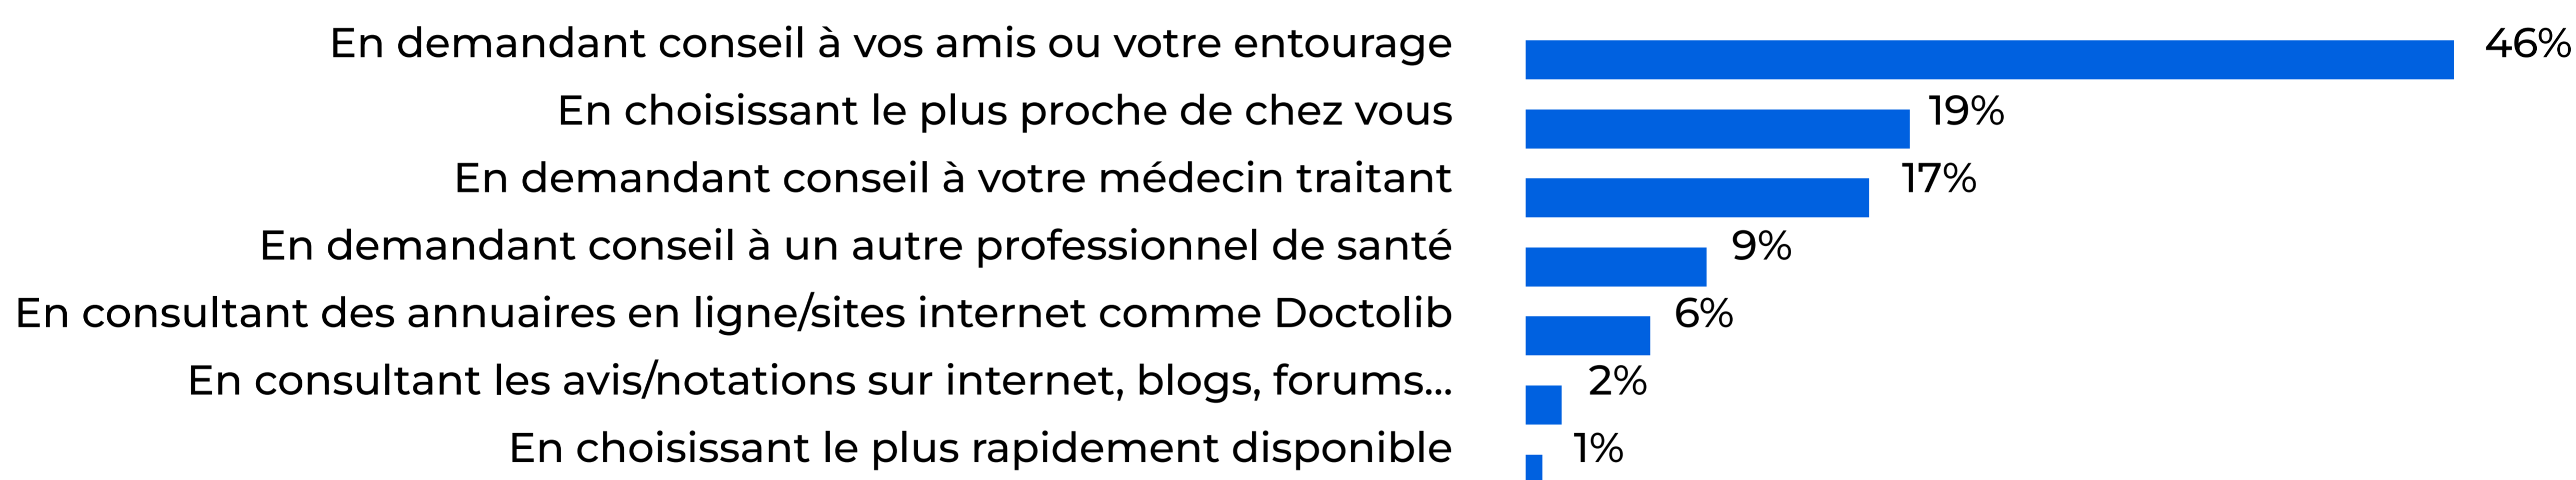 En demandant conseil à vos amis ou votre entourage 46%
En choisissant le plus proche de chez vous 19%
En demandant conseil à votre médecin traitant 17%
En demandant conseil à un autre professionnel de santé 9%
En consultant des annuaires en ligne/sites internet comme Doctolib 6%
En consultant les avis/notations sur internet, blogs, forums... 2%
En choisissant le plus rapidement disponible 1%